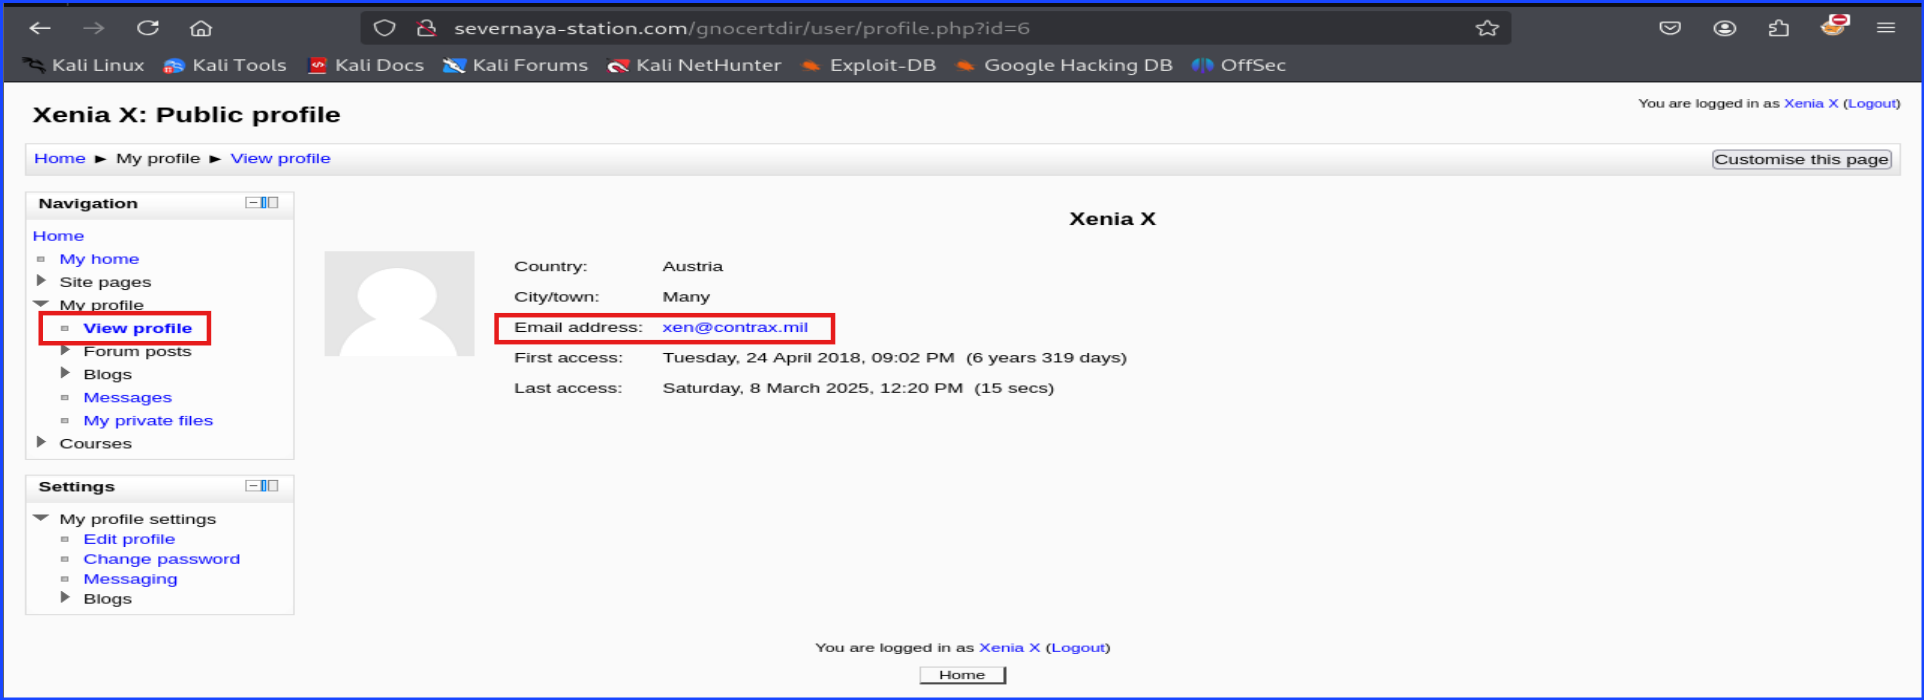 severnaya-station.com/gnocertdir/user/profile.php?id=6
Kali Linux Kali Tools Kali Docs Kali Forums Kali NetHunter Exploit-DB Google Hacking DB OffSec
Xenia X: Public profile
You are logged in as Xenia X (Logout)
Home ► My profile ► View profile
Customise this page
Navigation
Home
My home
Site pages
My profile
View profile
Forum posts
Blogs
Messages
My private files
Courses
Settings
My profile settings
Edit profile
Change password
Messaging
Blogs
Xenia X
Country: Austria
City/town: Many
Email address: xen@contrax.mil
First access: Tuesday, 24 April 2018, 09:02 PM (6 years 319 days)
Last access: Saturday, 8 March 2025, 12:20 PM (15 secs)
You are logged in as Xenia X (Logout)
Home